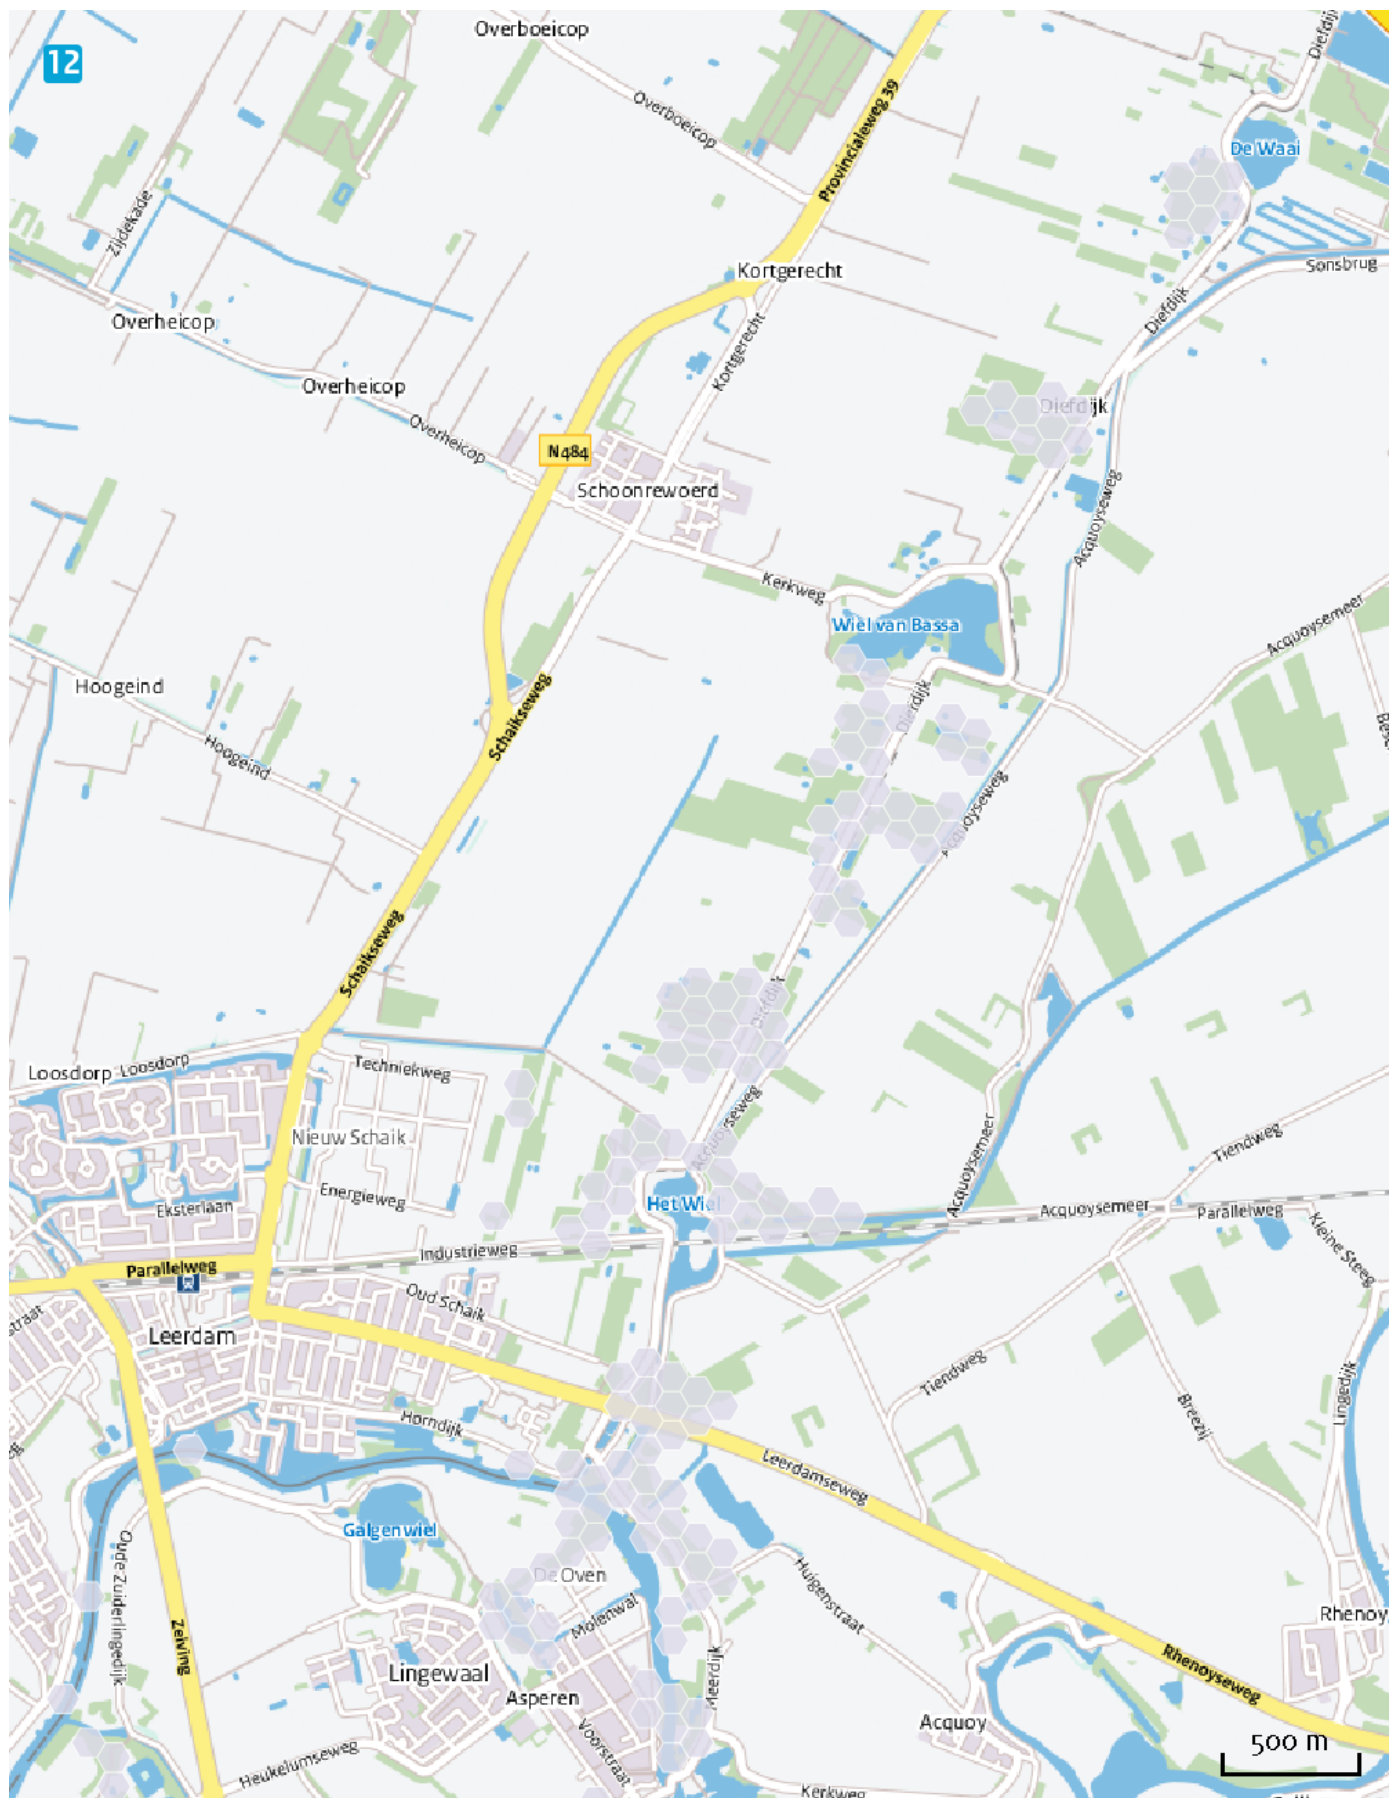 12
Overboeicop
Diefdijk
Overboeicop
Provincialeweg 39
De Waai
Zijdekade
Kortgerecht
Sonsbrug
Diefdijk
Overheicop
Kortgerecht
Overheicop
Diefdijk
Overheicop
N484
Schoonrewoerd
Acquoyseweg
Kerkweg
Wiel van Bassa
Acquoysemeer
Hoogeind
Diefdijk
Schaikseweg
Hoogeind
Acquoyseweg
Schaikseweg
Diefdijk
Loosdorp
Loosdorp
Techniekweg
Acquoyseweg
Nieuw Schaik
Acquoysemeer
Tiendweg
Energieweg
Het Wiel
Eksterlaan
Acquoysemeer
Parallelweg
Kleine Steeg
Industrieweg
Parallelweg
Oud Schaik
straat
Leerdam
Tiendweg
Breezij
Lingedijk
Horndijk
Leerdamseweg
Galgenwiel
Oude Zuiderlingedijk
De Oven
Huigenstraat
Molenwal
Rhenoy
Zeiving
Lingewaal
Meerdijk
Rhenoyseweg
Asperen
Acquoy
Voorstraat
500 m
Heukelumseweg
Kerkweg